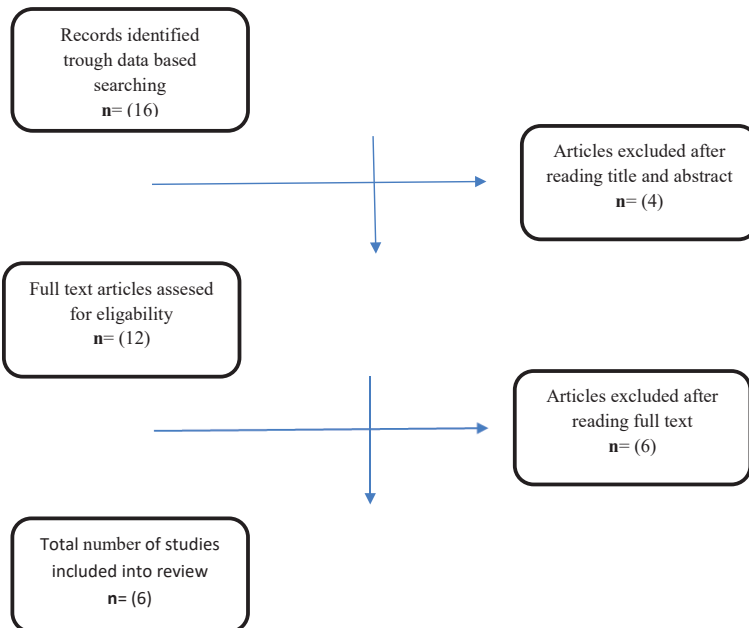 Records identified
trough data based
searching
n= (16)
Articles excluded after
reading title and abstract
n= (4)
Full text articles assesed
for eligability
n= (12)
Articles excluded after
reading full text
n= (6)
Total number of studies
included into review
n= (6)